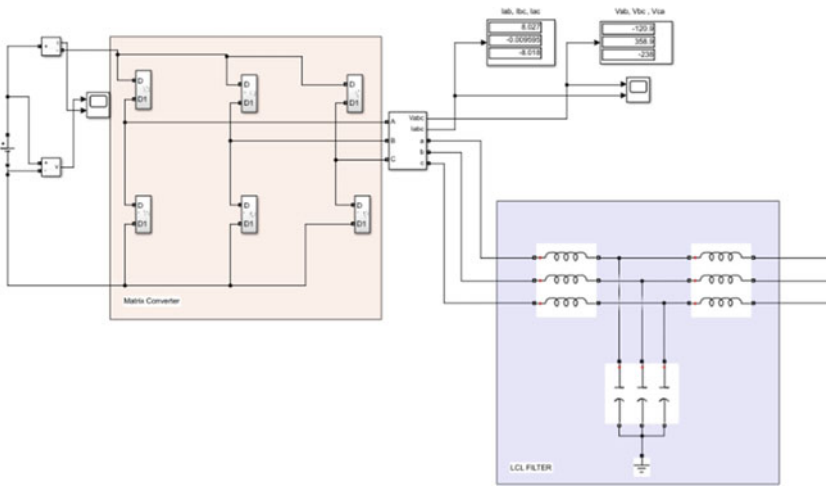 Iab, Ibc, Iac
Vab, Vbc , Vca
8.027
-0.009595
-8.018
-120.9
358.9
-238
D
D1
D
D1
D
D1
A
B
C
Vabc
Iabc
a
b
c
D
D1
D
D1
D
D1
Matrix Converter
LCL FILTER